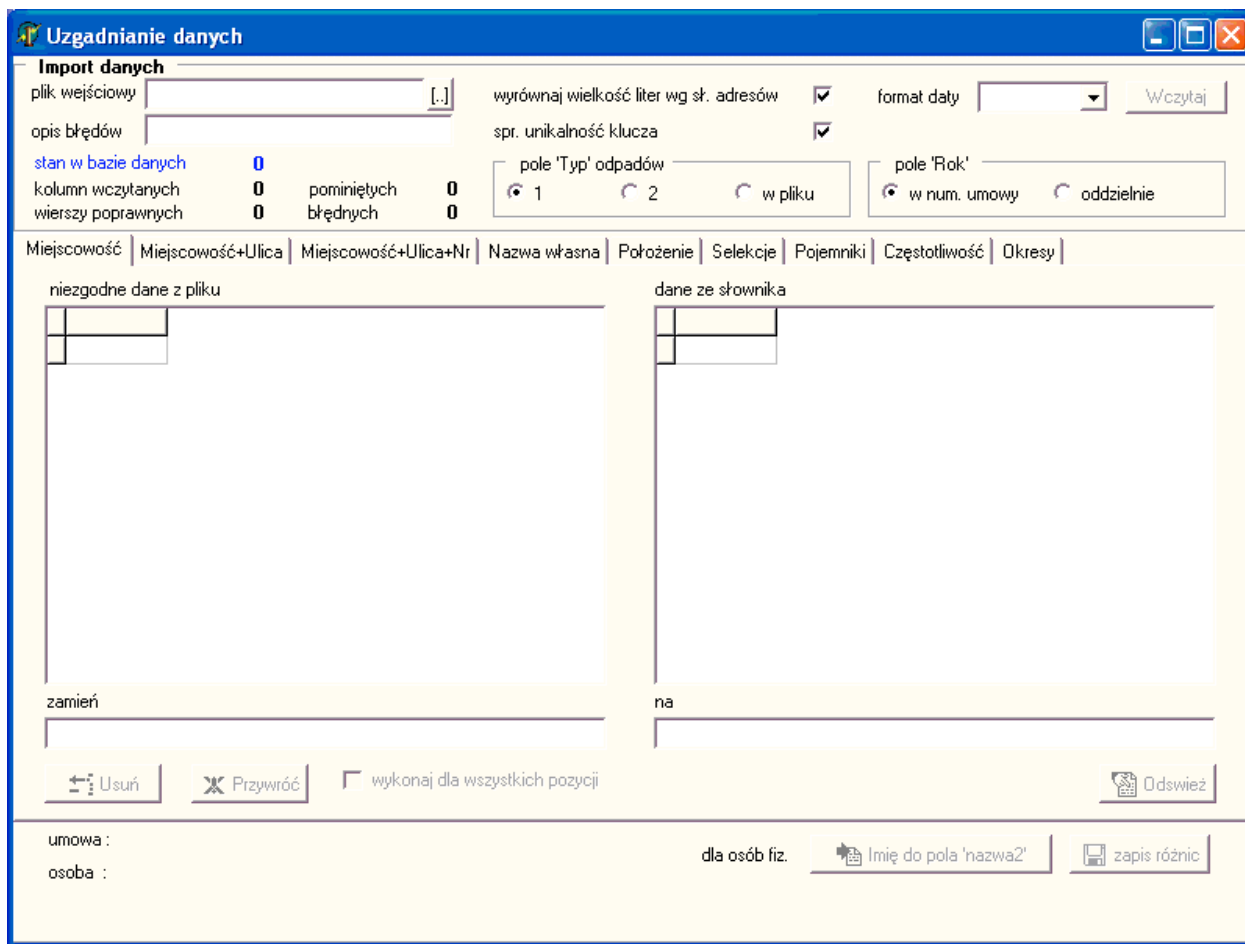 Uzgadnianie danych
Import danych
plik wejściowy [..] wyrównaj wielkość liter wg sł. adresów format daty Wczytaj
opis błędów spr. unikalność klucza
stan w bazie danych 0 pole 'Typ' odpadów pole 'Rok'
kolumn wczytanych 0 pominiętych 0 1 2 w pliku w num. umowy oddzielnie
wierszy poprawnych 0 błędnych 0
Miejscowość Miejscowość+Ulica Miejscowość+Ulica+Nr Nazwa własna Położenie Selekcje Pojemniki Częstotliwość Okresy
niezgodne dane z pliku dane ze słownika
zamień na
Usuń Przywróć wykonaj dla wszystkich pozycji Odswież
umowa : dla osób fiz. Imię do pola 'nazwa2' zapis różnic
osoba :